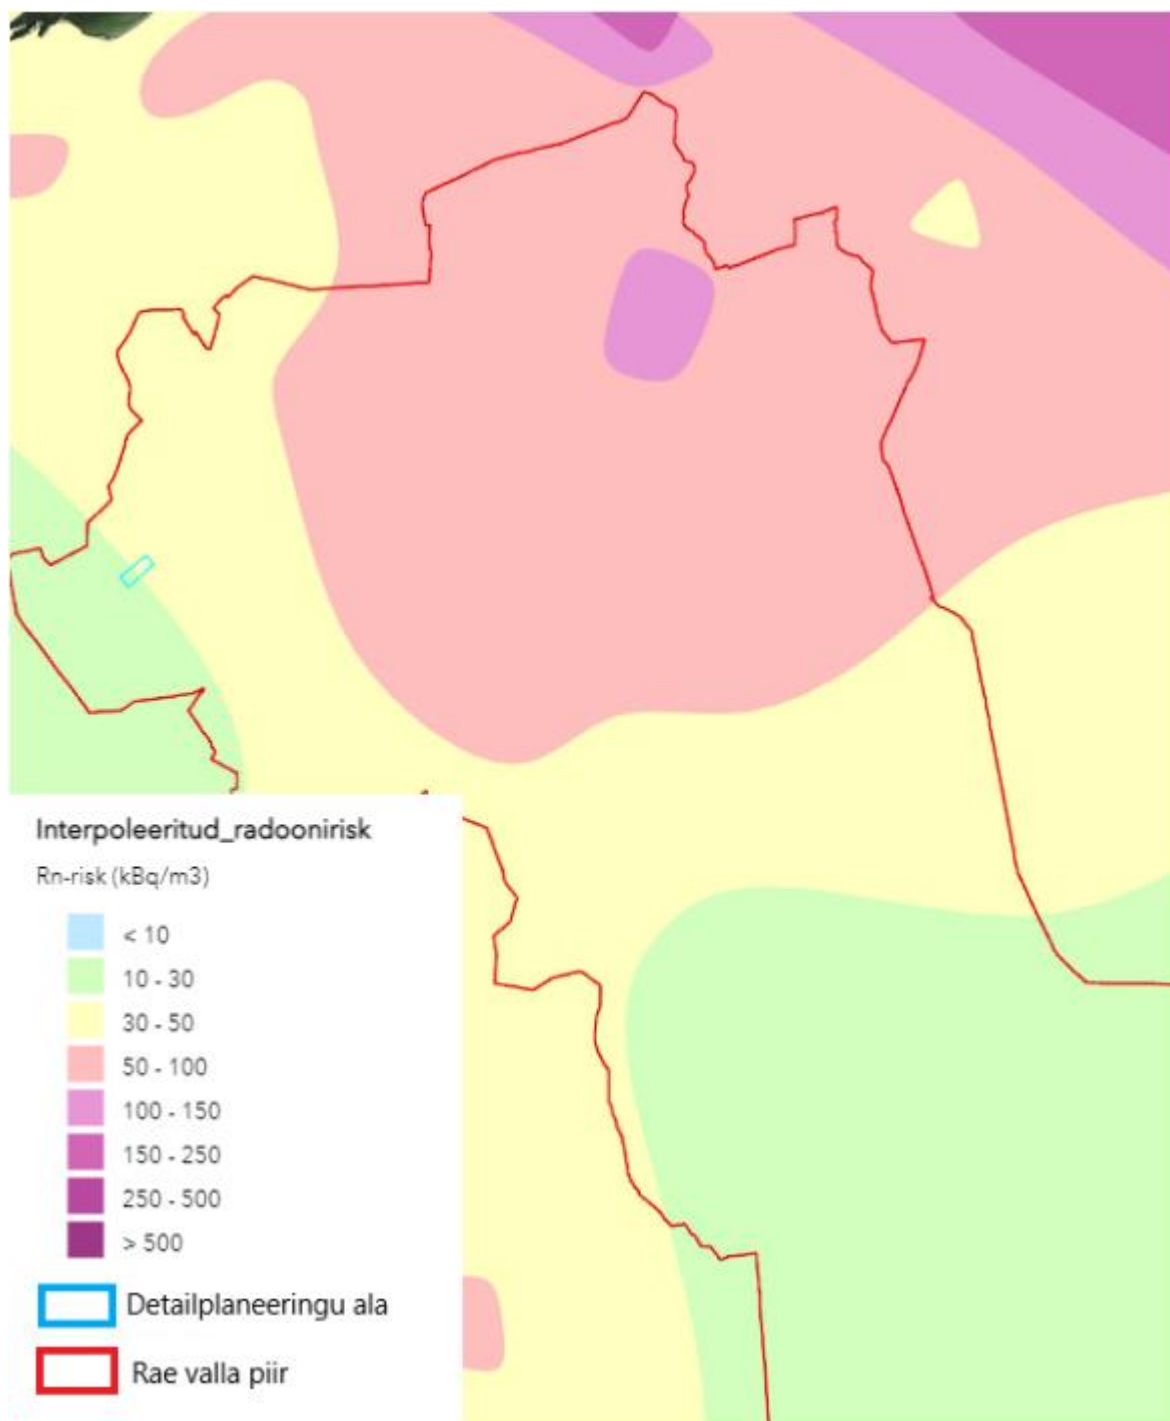 Interpoleeritud_radoonirisk
Rn-risk (kBq/m3)
< 10
10 - 30
30 - 50
50 - 100
100 - 150
150 - 250
250 - 500
> 500
Detailplaneeringu ala
Rae valla piir